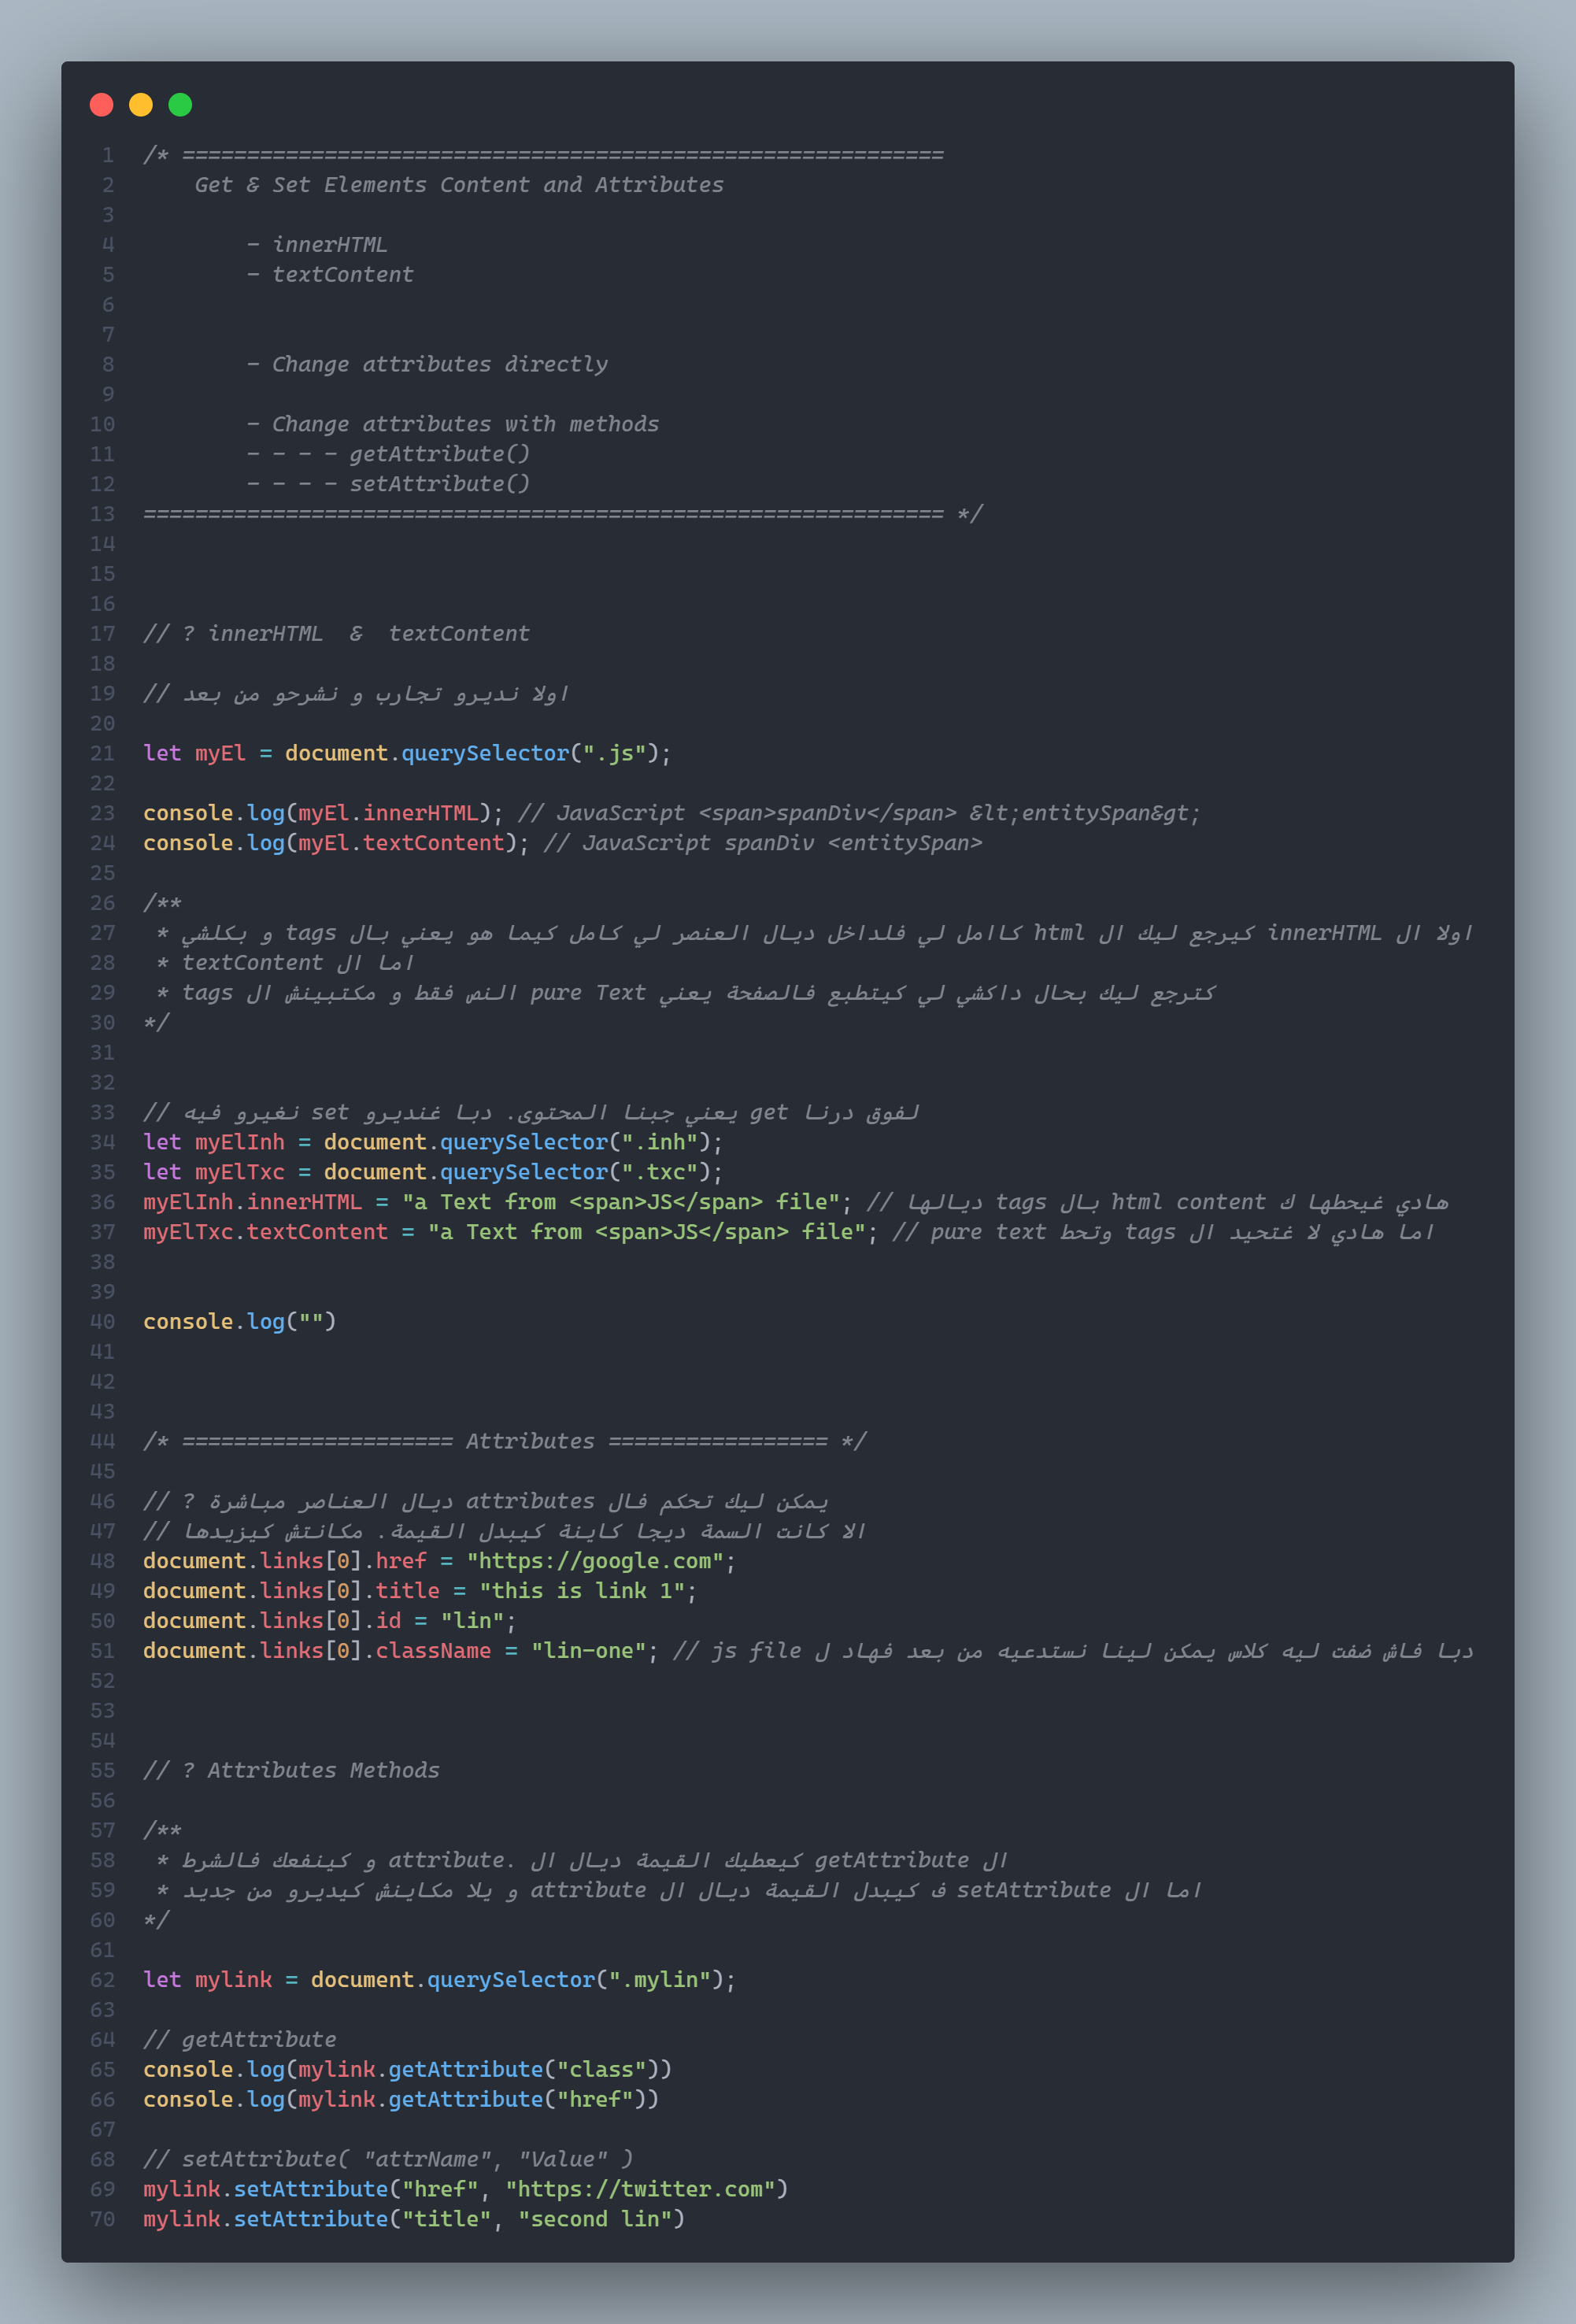 1 /* ===========================================================
2     Get & Set Elements Content and Attributes
3
4         - innerHTML
5         - textContent
6
7
8         - Change attributes directly
9
10         - Change attributes with methods
11         - - - - getAttribute()
12         - - - - setAttribute()
13 ============================================================== */
14
15
16
17 // ? innerHTML  &  textContent
18
19 // اولا نديرو تجارب و نشرحو من بعد
20
21 let myEl = document.querySelector(".js");
22
23 console.log(myEl.innerHTML); // JavaScript <span>spanDiv</span> &lt;entitySpan&gt;
24 console.log(myEl.textContent); // JavaScript spanDiv <entitySpan>
25
26 /**
27  * اولا ال innerHTML كيرجع ليك ال html كاامل لي فلداخل ديال العنصر لي كامل كيما هو يعني بال tags و بكلشي
28  * اما ال textContent
29  * كترجع ليك بحال داكشي لي كيتطبع فالصفحة يعني pure Text النص فقط و مكتبينش ال tags
30 */
31
32
33 // لفوق درنا get يعني جبنا المحتوى. دبا غنديرو set نغيرو فيه
34 let myElInh = document.querySelector(".inh");
35 let myElTxc = document.querySelector(".txc");
36 myElInh.innerHTML = "a Text from <span>JS</span> file"; // هادي غيحطها ك html content بال tags ديالها
37 myElTxc.textContent = "a Text from <span>JS</span> file"; // اما هادي لا غتحيد ال tags وتحط pure text
38
39
40 console.log("")
41
42
43
44 /* ===================== Attributes ================= */
45
46 // ? يمكن ليك تحكم فال attributes ديال العناصر مباشرة
47 // الا كانت السمة ديجا كاينة كيبدل القيمة. مكانتش كيزيدها
48 document.links[0].href = "https://google.com";
49 document.links[0].title = "this is link 1";
50 document.links[0].id = "lin";
51 document.links[0].className = "lin-one"; // دبا فاش ضفت ليه كلاس يمكن لينا نستدعيه من بعد فهاد ل js file
52
53
54
55 // ? Attributes Methods
56
57 /**
58  * ال getAttribute كيعطيك القيمة ديال ال .attribute و كينفعك فالشرط
59  * اما ال setAttribute ف كيبدل القيمة ديال ال attribute و يلا مكاينش كيديرو من جديد
60 */
61
62 let mylink = document.querySelector(".mylin");
63
64 // getAttribute
65 console.log(mylink.getAttribute("class"))
66 console.log(mylink.getAttribute("href"))
67
68 // setAttribute( "attrName", "Value" )
69 mylink.setAttribute("href", "https://twitter.com")
70 mylink.setAttribute("title", "second lin")